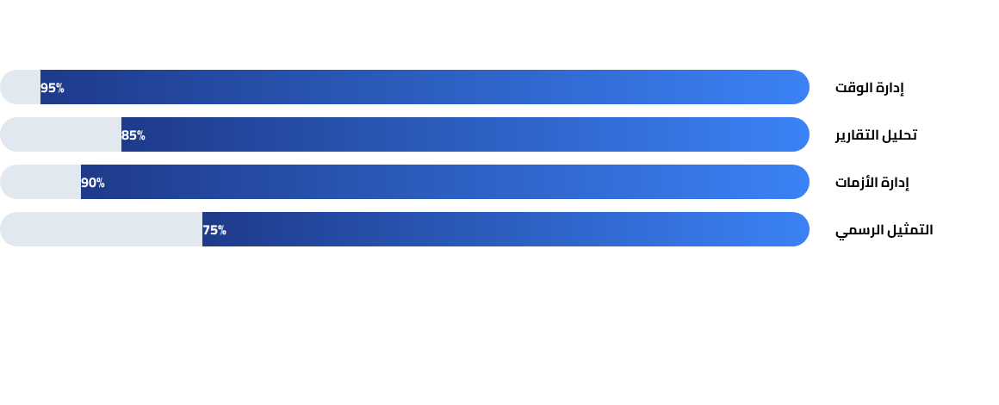 إدارة الوقت 95%
تحليل التقارير 85%
إدارة الأزمات 90%
التمثيل الرسمي 75%